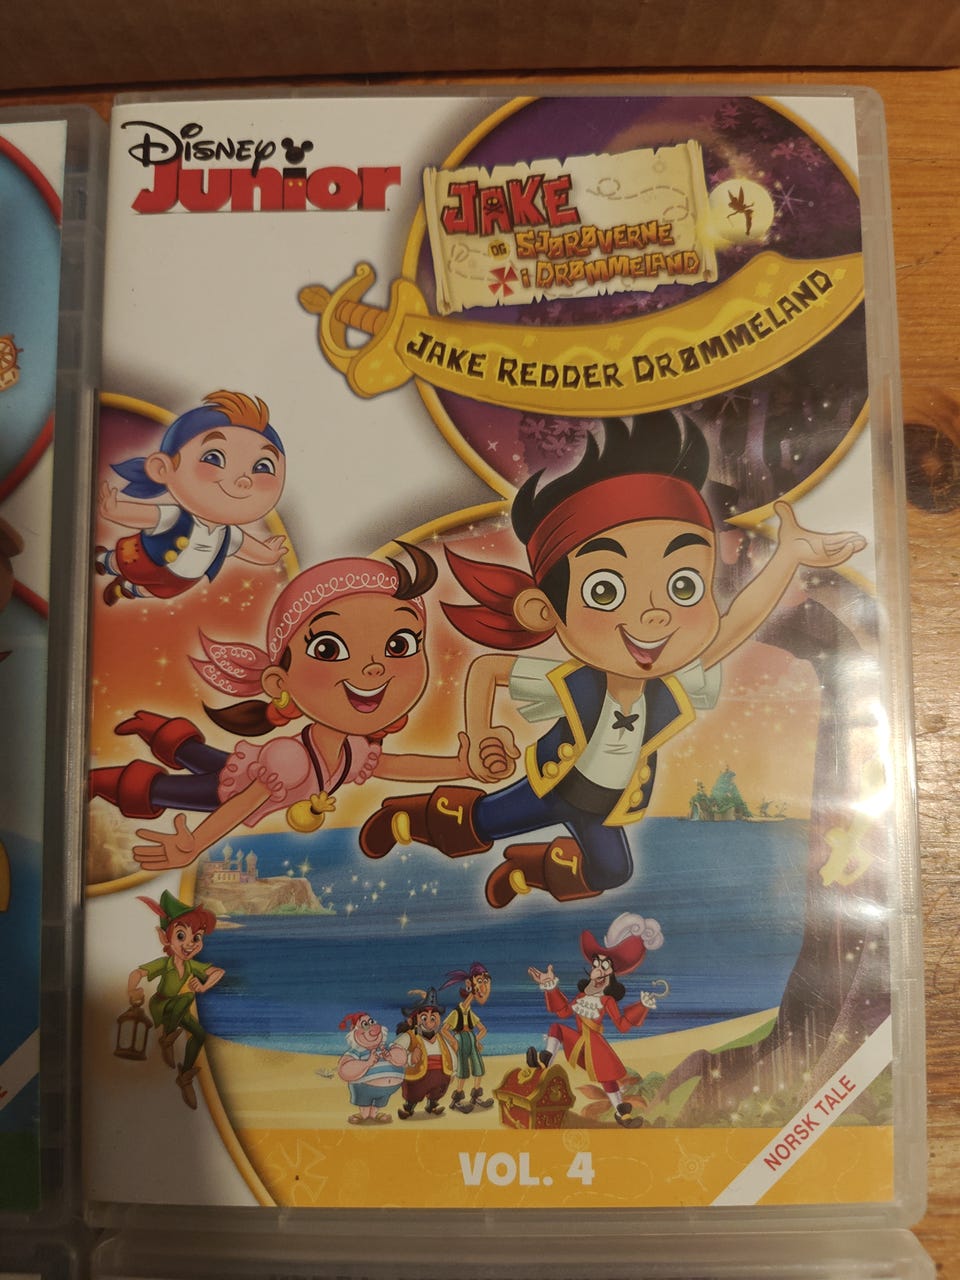 Disney
Junior
JAKE
OG SJØRØVERNE
I DRØMMELAND
JAKE REDDER DRØMMELAND
J
J
VOL. 4
NORSK TALE